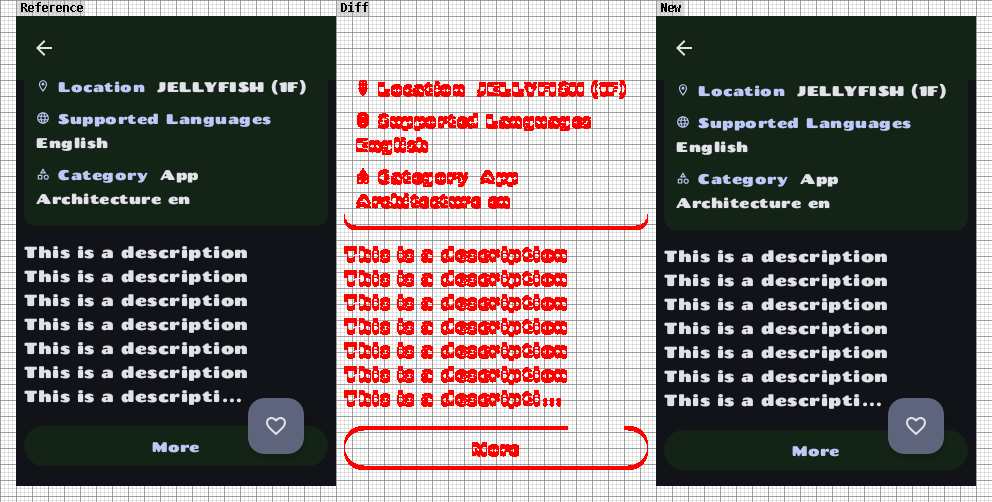 Reference
Location JELLYFISH (1F)
Supported Languages
English
Category App
Architecture en
This is a description
This is a description
This is a description
This is a description
This is a description
This is a description
This is a descripti...
More
Diff
Location JELLYFISH (1F)
Supported Languages
English
Category App
Architecture en
This is a description
This is a description
This is a description
This is a description
This is a description
This is a description
This is a descripti...
More
New
Location JELLYFISH (1F)
Supported Languages
English
Category App
Architecture en
This is a description
This is a description
This is a description
This is a description
This is a description
This is a description
This is a descripti...
More